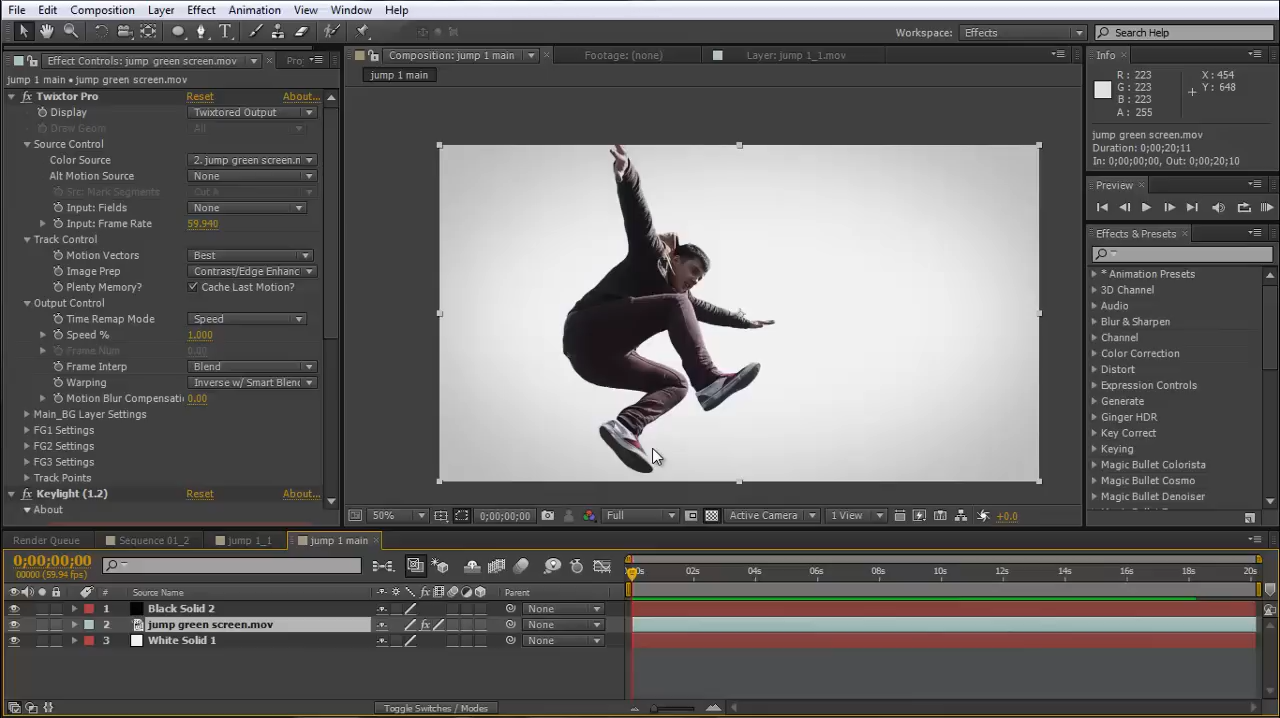 File Edit Composition Layer Effect Animation View Window Help
Workspace: Effects Search Help
Effect Controls: jump green screen.mov
jump 1 main • jump green screen.mov
Twixtor Pro Reset About...
Display Twixtored Output
Draw Geom All
Source Control
Color Source 2. jump green screen.n
Alt Motion Source None
Src: Mark Segments Cut A
Input: Fields None
Input: Frame Rate 59.940
Track Control
Motion Vectors Best
Image Prep Contrast/Edge Enhanc
Plenty Memory? Cache Last Motion?
Output Control
Time Remap Mode Speed
Speed % 1.000
Frame Num 0.00
Frame Interp Blend
Warping Inverse w/ Smart Blend
Motion Blur Compensati 0.00
Main_BG Layer Settings
FG1 Settings
FG2 Settings
FG3 Settings
Track Points
Keylight (1.2) Reset About...
About
Composition: jump 1 main Footage: (none) Layer: jump 1_1.mov
jump 1 main
50% 0;00;00;00 Full Active Camera 1 View +0.0
Info
R : 223 X : 454
G : 223 Y : 648
B : 223
A : 255
jump green screen.mov
Duration: 0;00;20;11
In: 0;00;00;00, Out: 0;00;20;10
Preview
Effects & Presets
* Animation Presets
3D Channel
Audio
Blur & Sharpen
Channel
Color Correction
Distort
Expression Controls
Generate
Ginger HDR
Key Correct
Keying
Magic Bullet Colorista
Magic Bullet Cosmo
Magic Bullet Denoiser
Render Queue Sequence 01_2 jump 1_1 jump 1 main
0;00;00;00
00000 (59.94 fps)
02s 04s 06s 08s 10s 12s 14s 16s 18s 20s
# Source Name Parent
1 Black Solid 2 None
2 jump green screen.mov None
3 White Solid 1 None
Toggle Switches / Modes